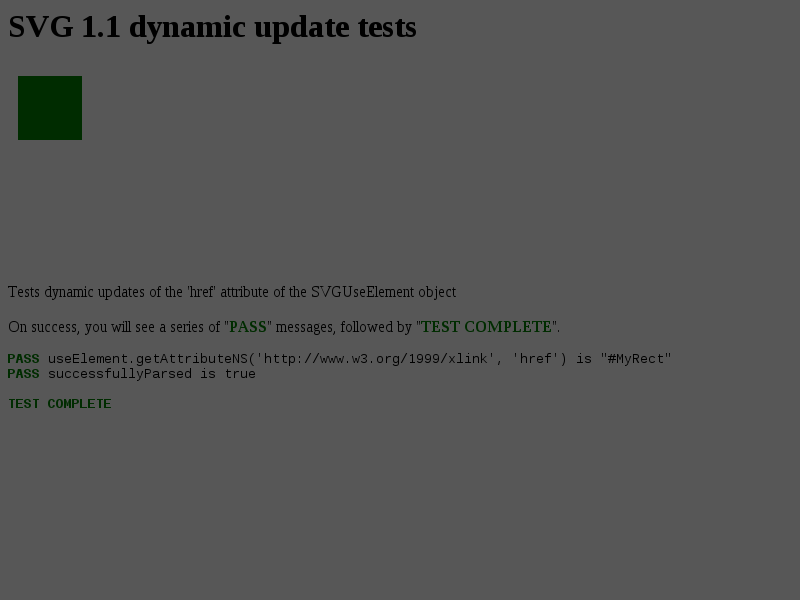 SVG 1.1 dynamic update tests
Tests dynamic updates of the 'href' attribute of the SVGUseElement object
On success, you will see a series of "PASS" messages, followed by "TEST COMPLETE".
PASS useElement.getAttributeNS('http://www.w3.org/1999/xlink', 'href') is "#MyRect"
PASS successfullyParsed is true
TEST COMPLETE